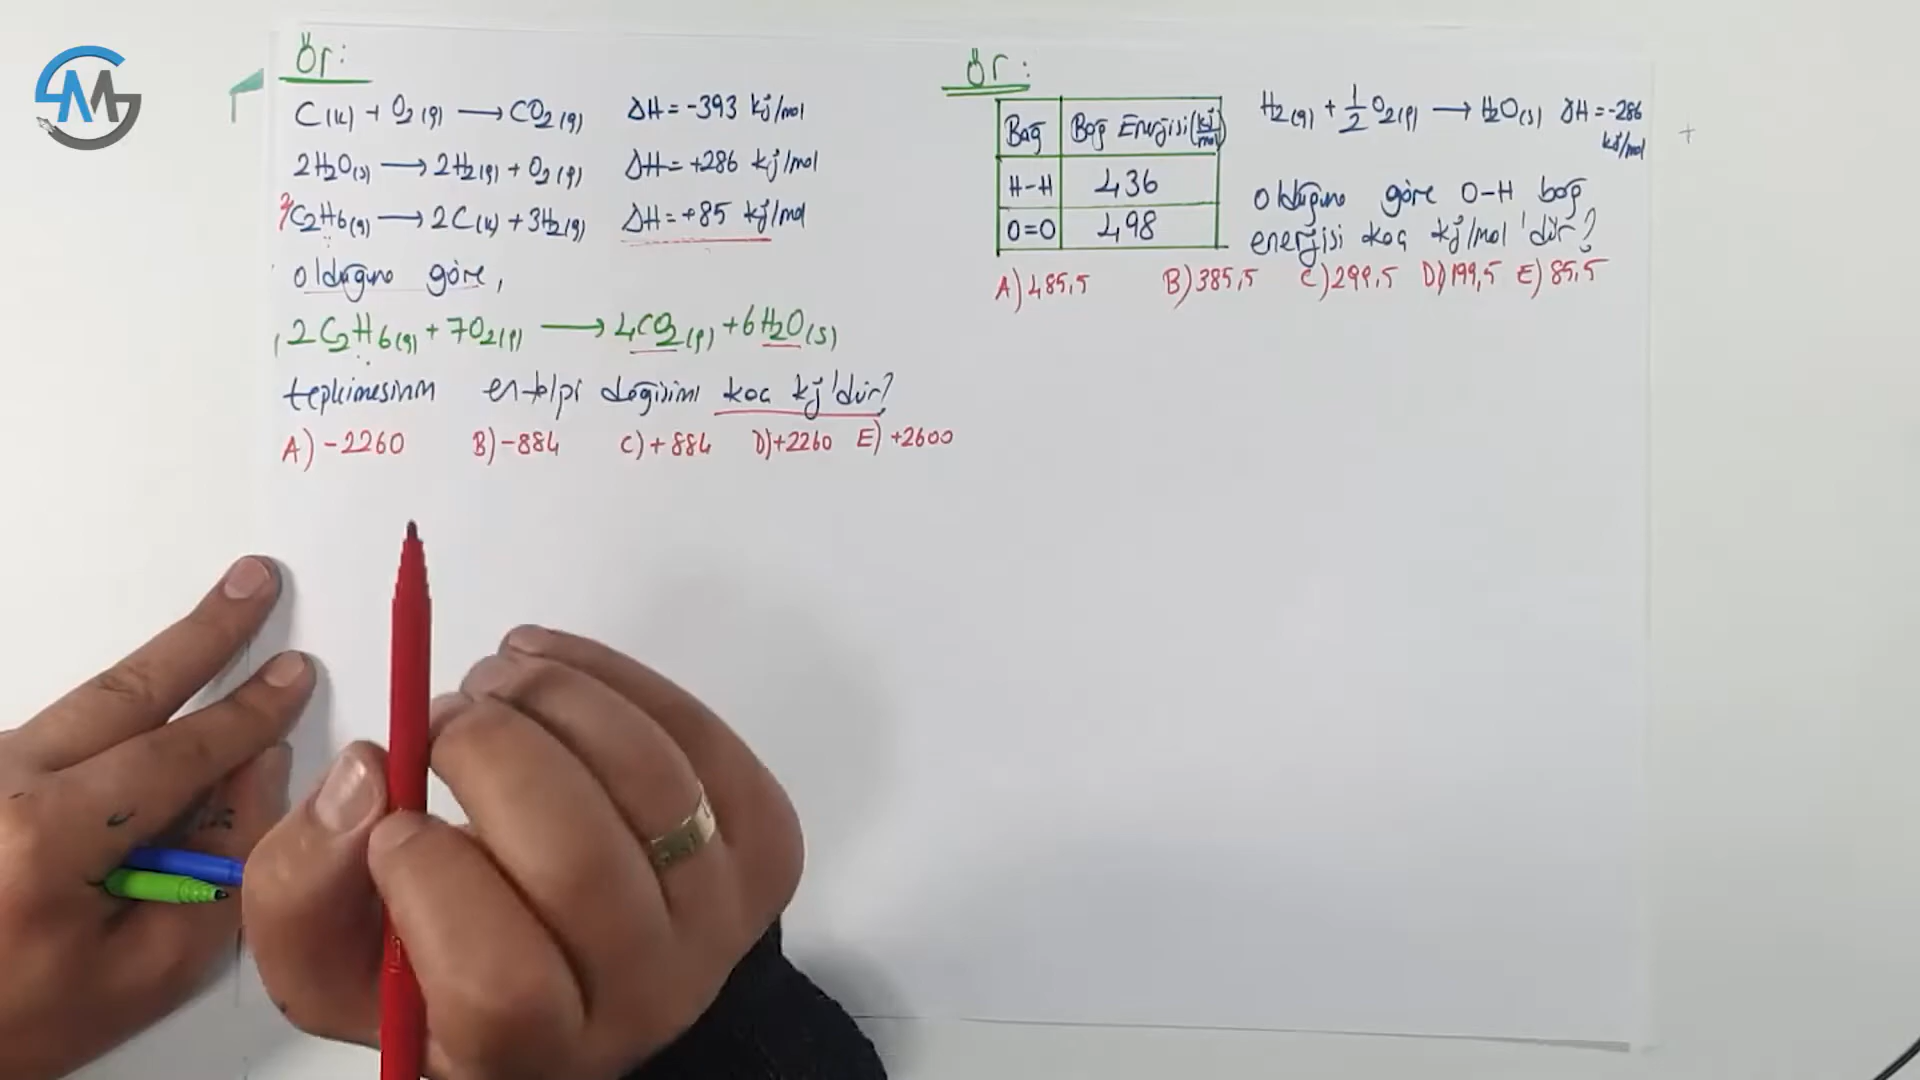 ör:
C(k) + O₂(g) → CO₂(g) ΔH = -393 kj/mol
2H₂O(s) → 2H₂(g) + O₂(g) ΔH = +286 kj/mol
2/C₂H₆(g) → 2C(k) + 3H₂(g) ΔH = +85 kj/mol
olduğuna göre,
2C₂H₆(g) + 7O₂(g) → 4CO₂(g) + 6H₂O(s)
tepkimesinin entalpi değişimi kaç kj'dür?
A) -2260 B) -884 C) +884 D) +2260 E) +2600
ör:
Bağ Bağ Enerjisi (kj/mol)
H-H 436
O=O 498
H₂(g) + 1/2 O₂(g) → H₂O(s) ΔH = -286
kj/mol
olduğuna göre O-H bağ
enerjisi kaç kj/mol'dür?
A) 485,5 B) 385,5 C) 299,5 D) 199,5 E) 85,5